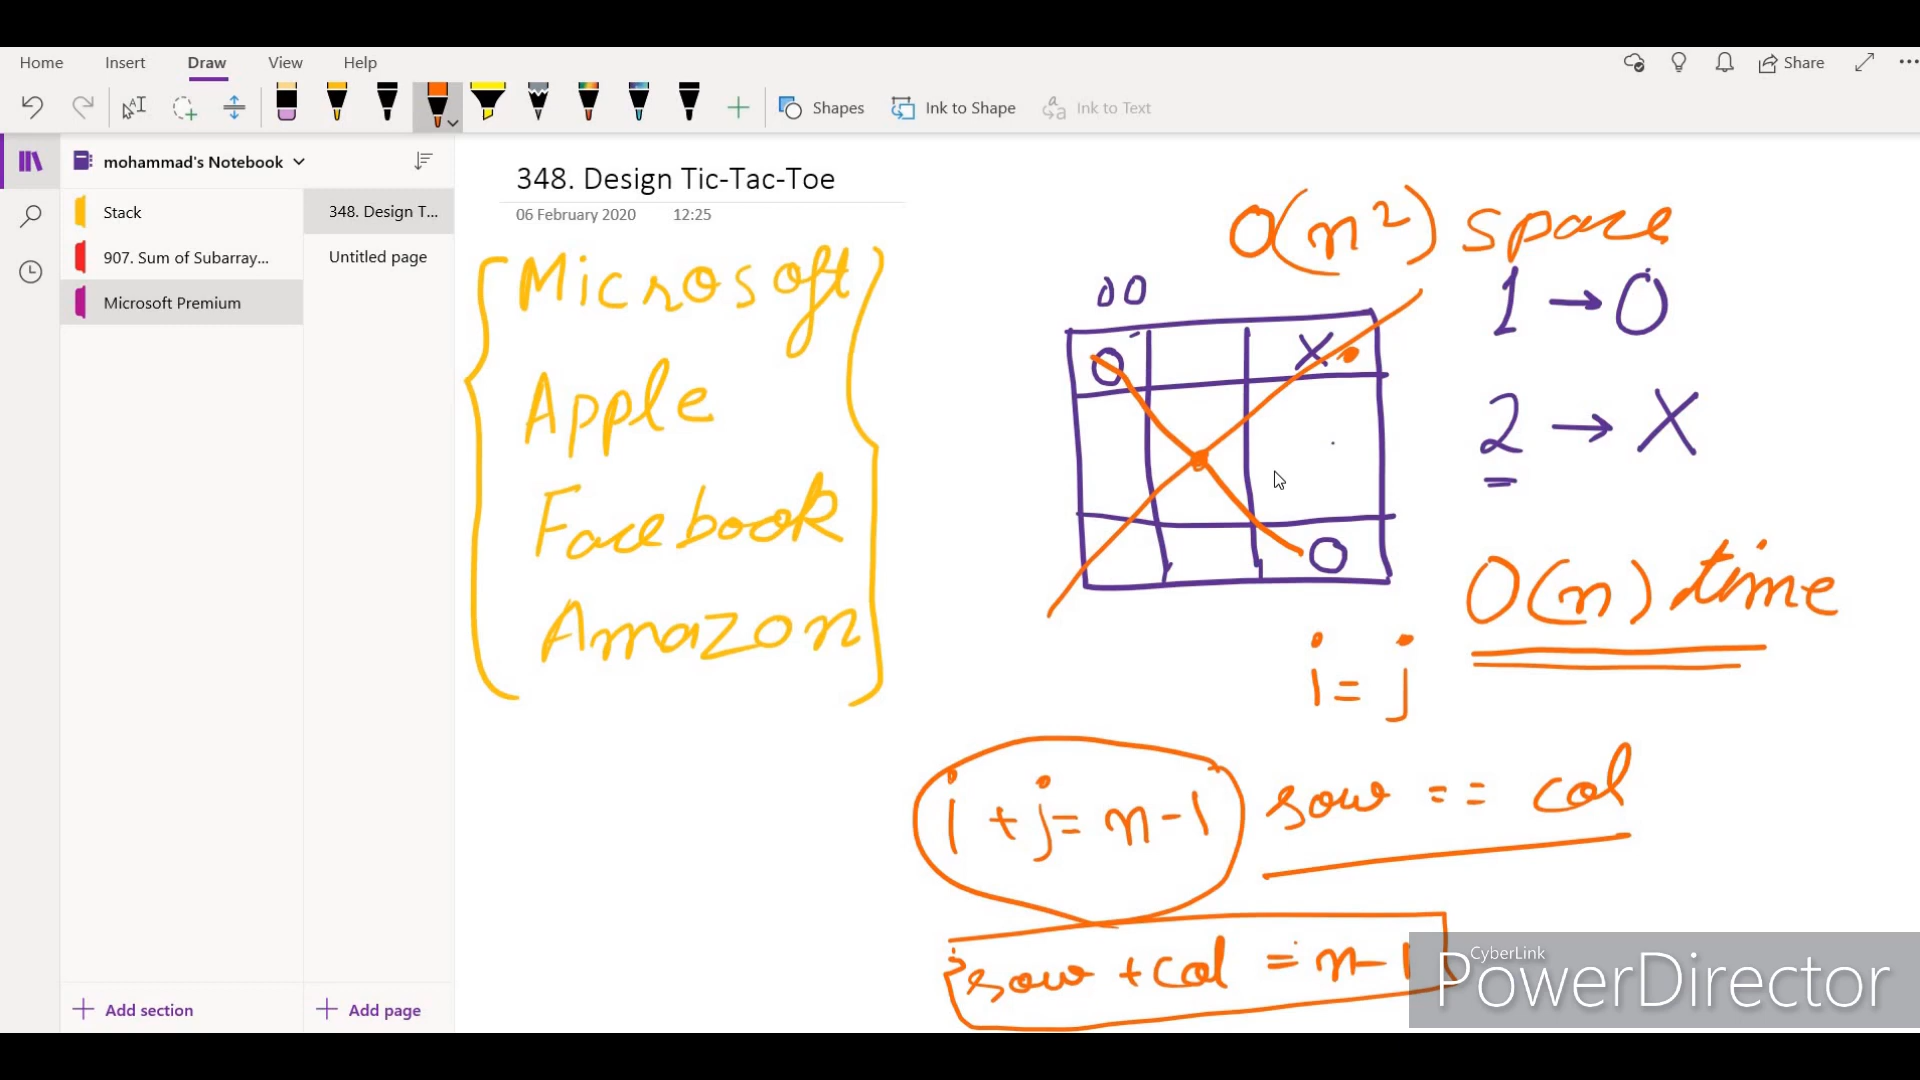 Home Insert Draw View Help
Share
Shapes Ink to Shape Ink to Text
mohammad's Notebook
Stack
907. Sum of Subarray...
Microsoft Premium
Add section
348. Design T...
Untitled page
Add page
348. Design Tic-Tac-Toe
06 February 2020 12:25
Microsoft
Apple
Facebook
Amazon
O(n²) space
00
1 → O
O X
2 → X
O
O(n) time
i = j
i + j = n-1
row == col
row + col = n-1
CyberLink
PowerDirector